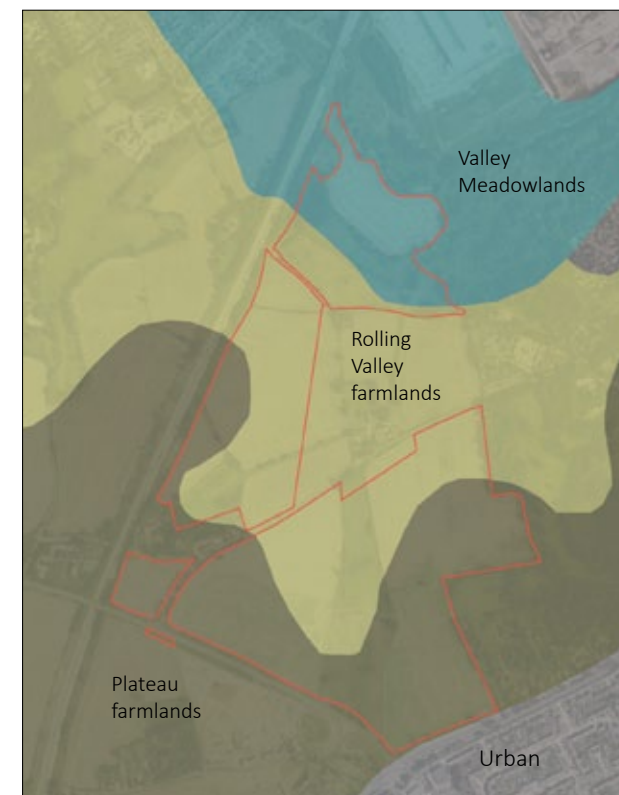 Valley
Meadowlands
Rolling
Valley
farmlands
Plateau
farmlands
Urban